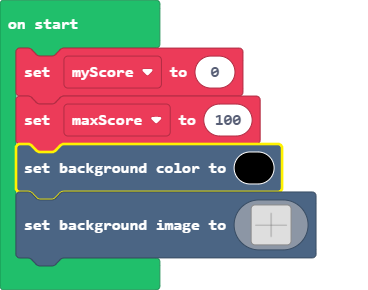 on start
set myScore to 0
set maxScore to 100
set background color to
set background image to